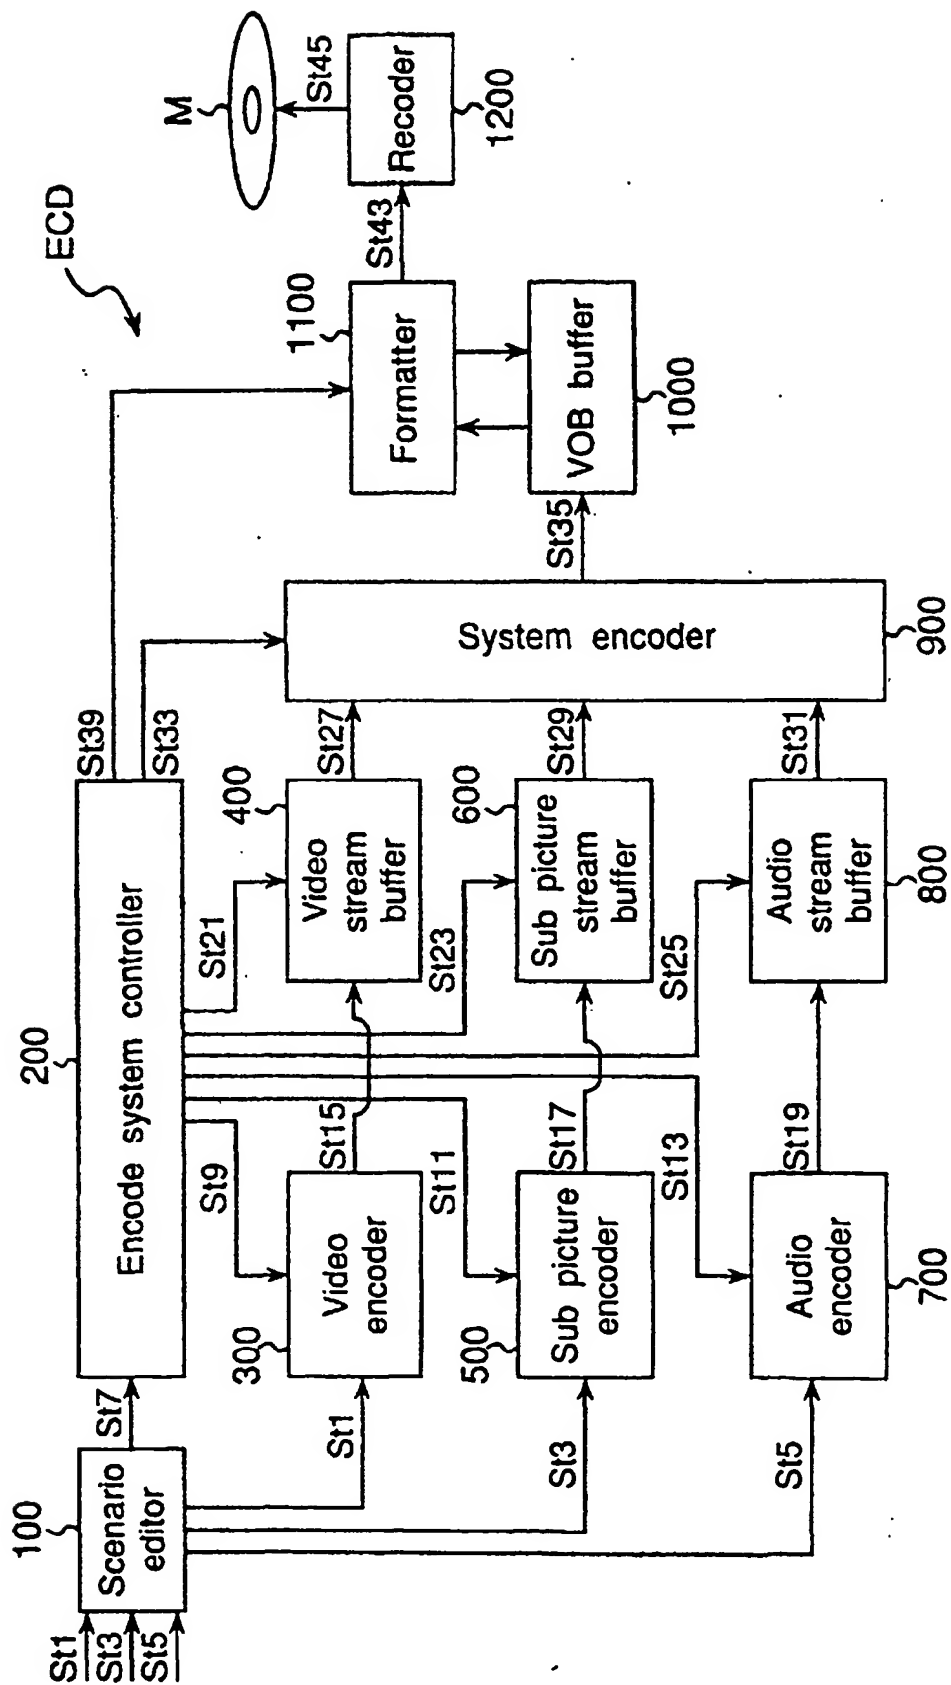 ECD
M
St45
Recoder
1200
St43
1100
Formatter
VOB buffer
1000
St35
System encoder
900
St39
St33
St27
St29
St31
200
Encode system controller
400
Video
stream
buffer
600
Sub picture
stream
buffer
Audio
stream
buffer
800
St21
St23
St25
St15
St17
St19
St9
St11
St13
300
Video
encoder
500
Sub picture
encoder
Audio
encoder
700
St7
St1
St3
St5
100
Scenario
editor
St1
St3
St5